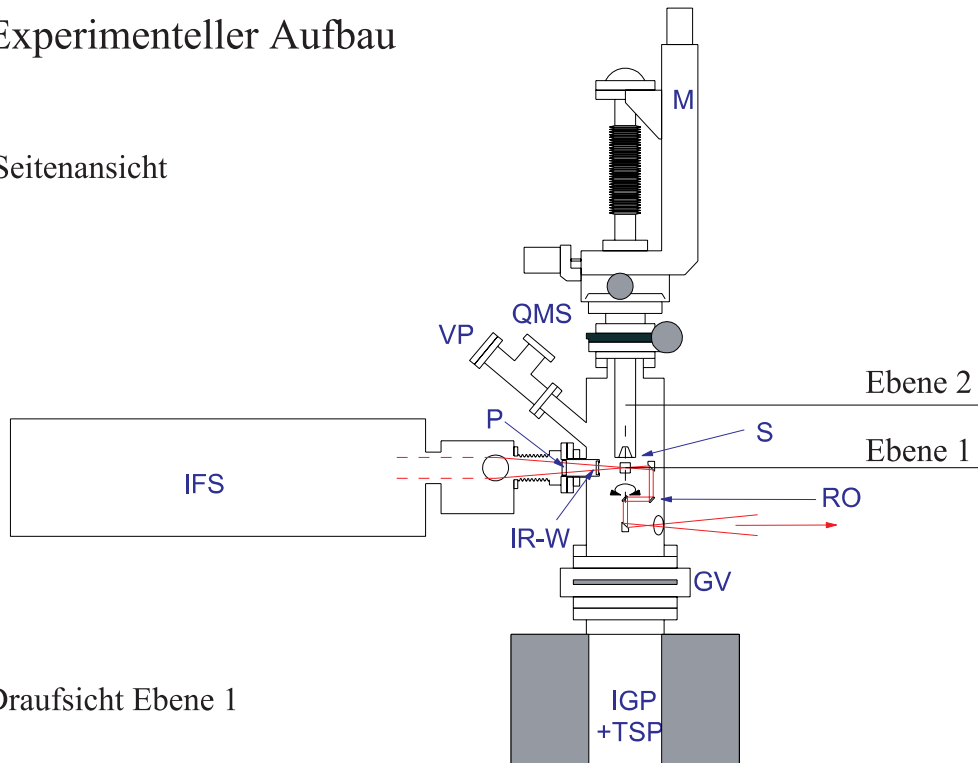 Experimenteller Aufbau
Seitenansicht
M
QMS
VP
Ebene 2
P
S
Ebene 1
IFS
RO
IR-W
GV
Draufsicht Ebene 1
IGP
+TSP